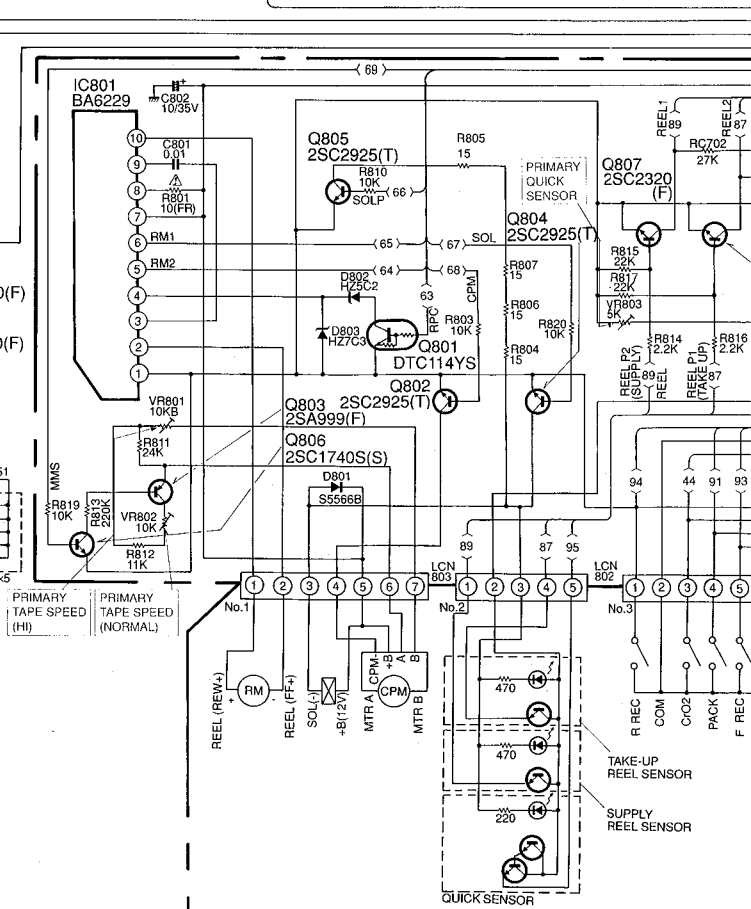 69
IC801
BA6229
+
C802
10/35V
REEL1
REEL2
89
87
10
C801
0.01
9
8
R801
10(FR)
7
6
RM1
5
RM2
4
3
2
1
Q805
2SC2925(T)
R805
15
R810
10K
SOLP
66
PRIMARY
QUICK
SENSOR
Q807
2SC2320
(F)
RC702
27K
Q804
2SC2925(T)
65
67
SOL
64
68
CPM
0(F)
0(F)
D802
HZ5C2
63
RPC
D803
HZ7C3
R803
10K
R807
15
R806
15
R804
15
R820
10K
R815
22K
R817
22K
VR803
5K
R814
2.2K
R816
2.2K
Q801
DTC114YS
Q802
2SC2925(T)
REEL P2
(SUPPLY)
89
REEL
REEL P1
(TAKE UP)
87
VR801
10KB
Q803
2SA999(F)
R811
24K
Q806
2SC1740S(S)
D801
S5566B
MMS
R819
10K
R813
220K
VR802
10K
R812
11K
94
44
91
93
89
87
95
PRIMARY
TAPE SPEED
(HI)
PRIMARY
TAPE SPEED
(NORMAL)
No.1
1
2
3
4
5
6
7
LCN
803
No.2
1
2
3
4
5
LCN
802
No.3
1
2
3
4
5
REEL (REW+)
+
RM
-
REEL (FF+)
SOL(-)
+B(12V)
MTR A
CPM-
+B
A
B
CPM
MTR B
R REC
COM
CrO2
PACK
F REC
470
470
220
TAKE-UP
REEL SENSOR
SUPPLY
REEL SENSOR
QUICK SENSOR